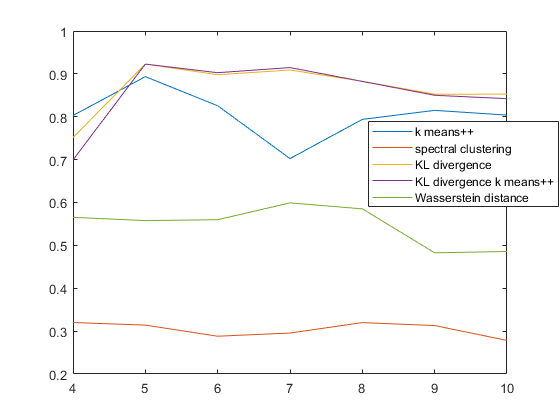 1
0.9
0.8
0.7
0.6
0.5
0.4
0.3
0.2
4 5 6 7 8 9 10
k means++
spectral clustering
KL divergence
KL divergence k means++
Wasserstein distance